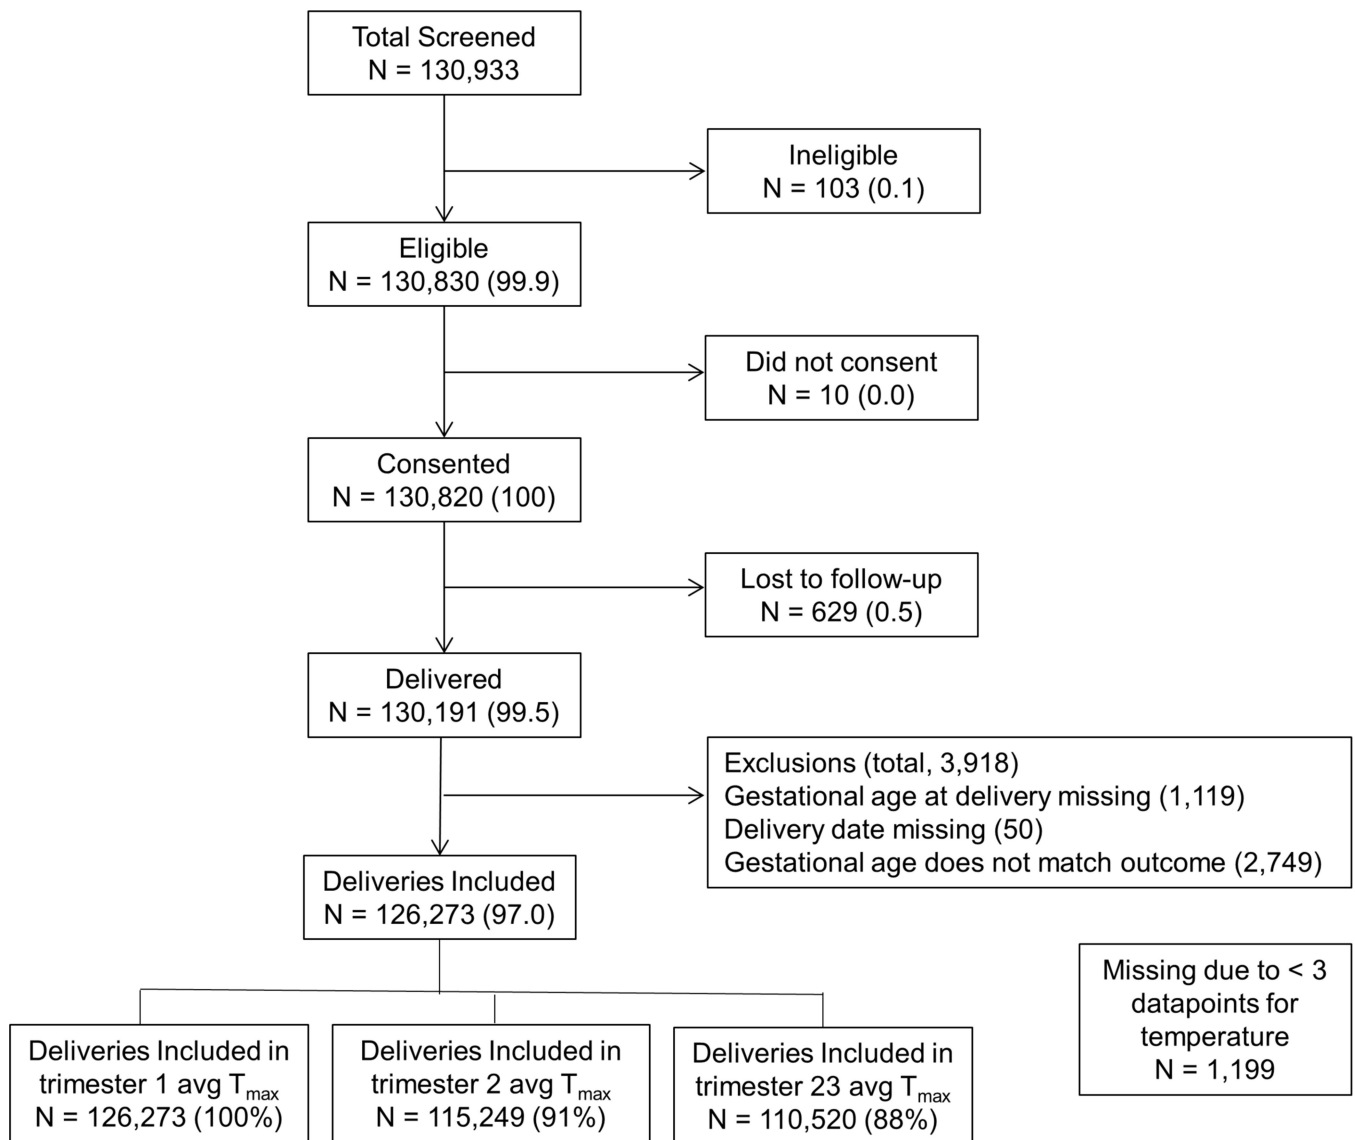 Total Screened
N = 130,933
Ineligible
N = 103 (0.1)
Eligible
N = 130,830 (99.9)
Did not consent
N = 10 (0.0)
Consented
N = 130,820 (100)
Lost to follow-up
N = 629 (0.5)
Delivered
N = 130,191 (99.5)
Exclusions (total, 3,918)
Gestational age at delivery missing (1,119)
Delivery date missing (50)
Gestational age does not match outcome (2,749)
Deliveries Included
N = 126,273 (97.0)
Missing due to < 3
datapoints for
temperature
N = 1,199
Deliveries Included in
trimester 1 avg Tmax
N = 126,273 (100%)
Deliveries Included in
trimester 2 avg Tmax
N = 115,249 (91%)
Deliveries Included in
trimester 23 avg Tmax
N = 110,520 (88%)